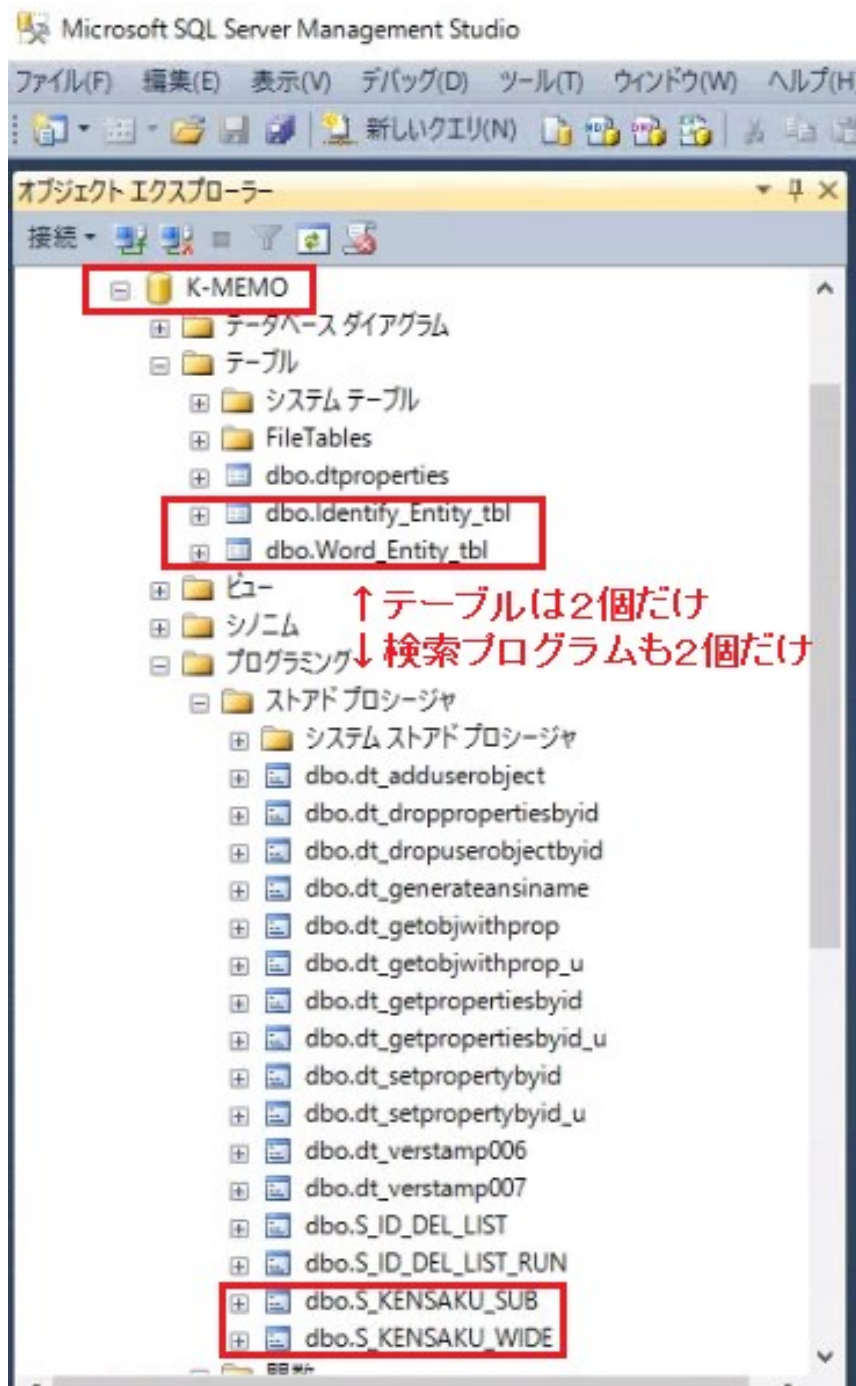 Microsoft SQL Server Management Studio
ファイル(F) 編集(E) 表示(V) デバッグ(D) ツール(T) ウィンドウ(W) ヘルプ(H
新しいクエリ(N)
オブジェクト エクスプローラー
接続
K-MEMO
データベース ダイアグラム
テーブル
システム テーブル
FileTables
dbo.dtproperties
dbo.Identify_Entity_tbl
dbo.Word_Entity_tbl
ビュー
↑テーブルは2個だけ
シノニム
↓検索プログラムも2個だけ
プログラミング
ストアド プロシージャ
システム ストアド プロシージャ
dbo.dt_adduserobject
dbo.dt_droppropertiesbyid
dbo.dt_dropuserobjectbyid
dbo.dt_generateansiname
dbo.dt_getobjwithprop
dbo.dt_getobjwithprop_u
dbo.dt_getpropertiesbyid
dbo.dt_getpropertiesbyid_u
dbo.dt_setpropertybyid
dbo.dt_setpropertybyid_u
dbo.dt_verstamp006
dbo.dt_verstamp007
dbo.S_ID_DEL_LIST
dbo.S_ID_DEL_LIST_RUN
dbo.S_KENSAKU_SUB
dbo.S_KENSAKU_WIDE